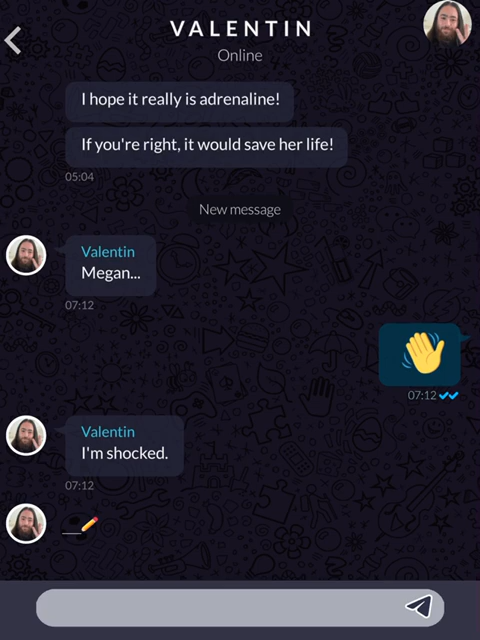 VALENTIN
Online
I hope it really is adrenaline!
If you're right, it would save her life!
05:04
New message
Valentin
Megan...
07:12
👋
07:12
Valentin
I'm shocked.
07:12